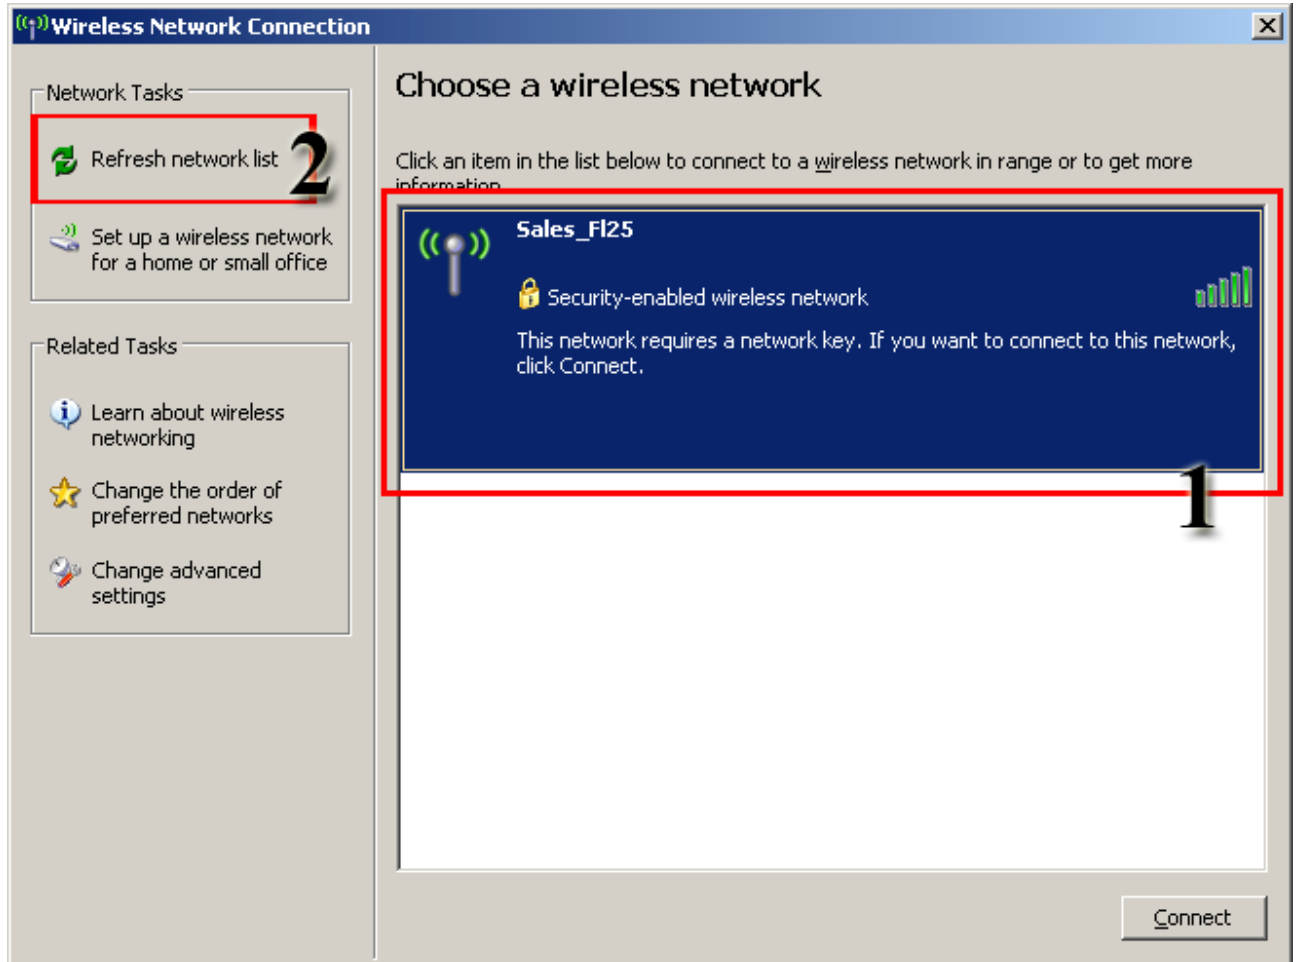 Wireless Network Connection
Network Tasks
Refresh network list
2
Set up a wireless network
for a home or small office
Related Tasks
Learn about wireless
networking
Change the order of
preferred networks
Change advanced
settings
Choose a wireless network
Click an item in the list below to connect to a wireless network in range or to get more
information.
Sales_Fl25
Security-enabled wireless network
This network requires a network key. If you want to connect to this network,
click Connect.
1
Connect